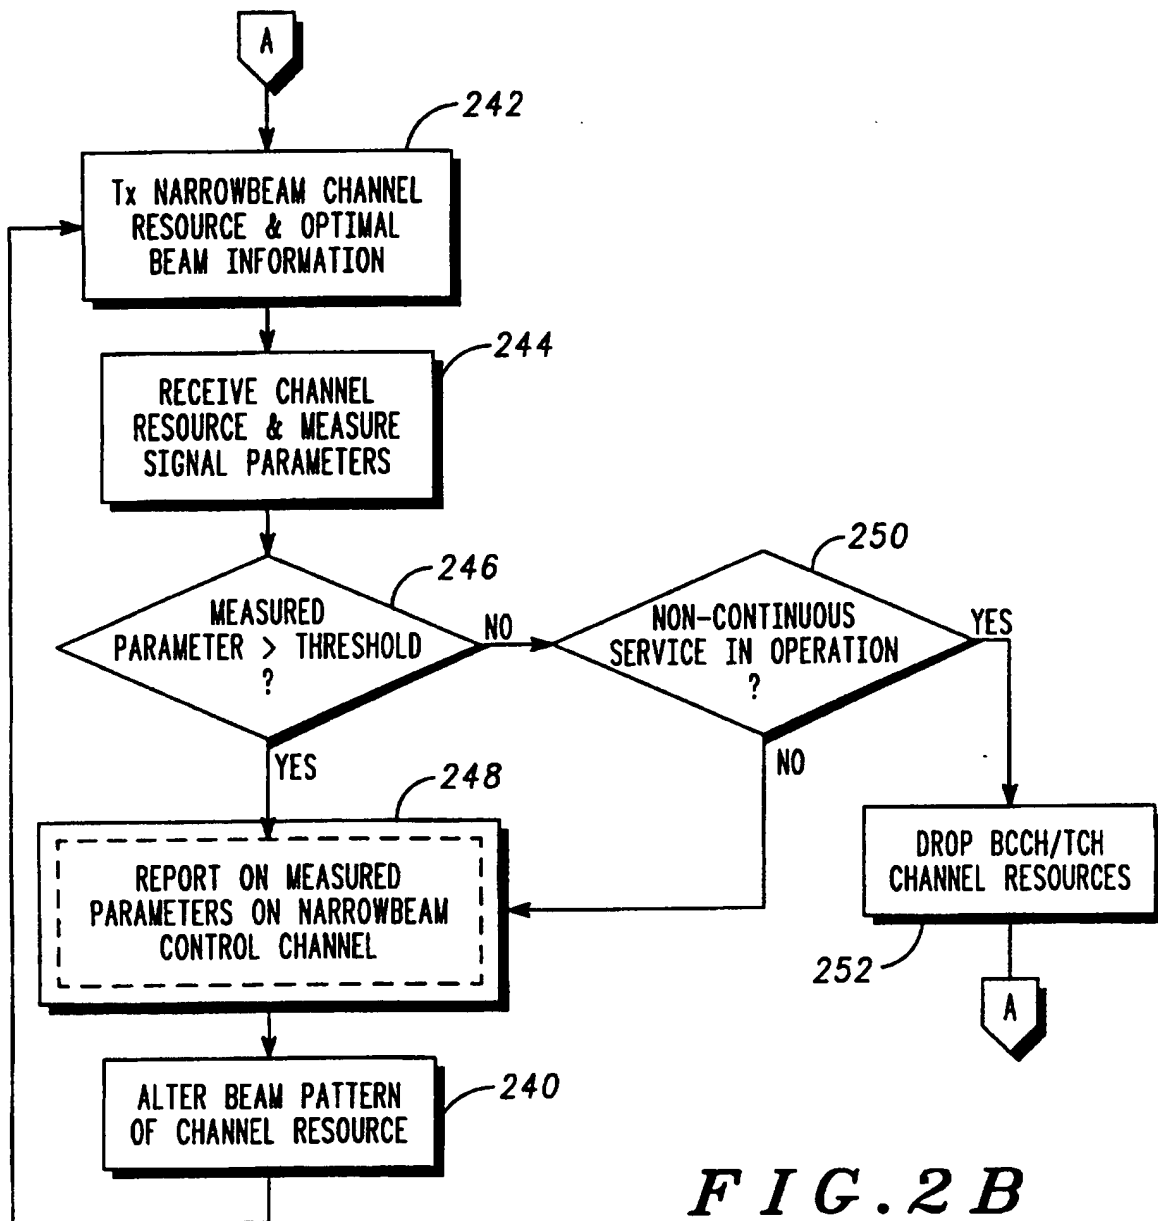 A
242
Tx NARROWBEAM CHANNEL
RESOURCE & OPTIMAL
BEAM INFORMATION
244
RECEIVE CHANNEL
RESOURCE & MEASURE
SIGNAL PARAMETERS
246
MEASURED
PARAMETER > THRESHOLD
?
NO
YES
250
NON-CONTINUOUS
SERVICE IN OPERATION
?
YES
NO
248
REPORT ON MEASURED
PARAMETERS ON NARROWBEAM
CONTROL CHANNEL
DROP BCCH/TCH
CHANNEL RESOURCES
252
A
ALTER BEAM PATTERN
OF CHANNEL RESOURCE
240
FIG.2B